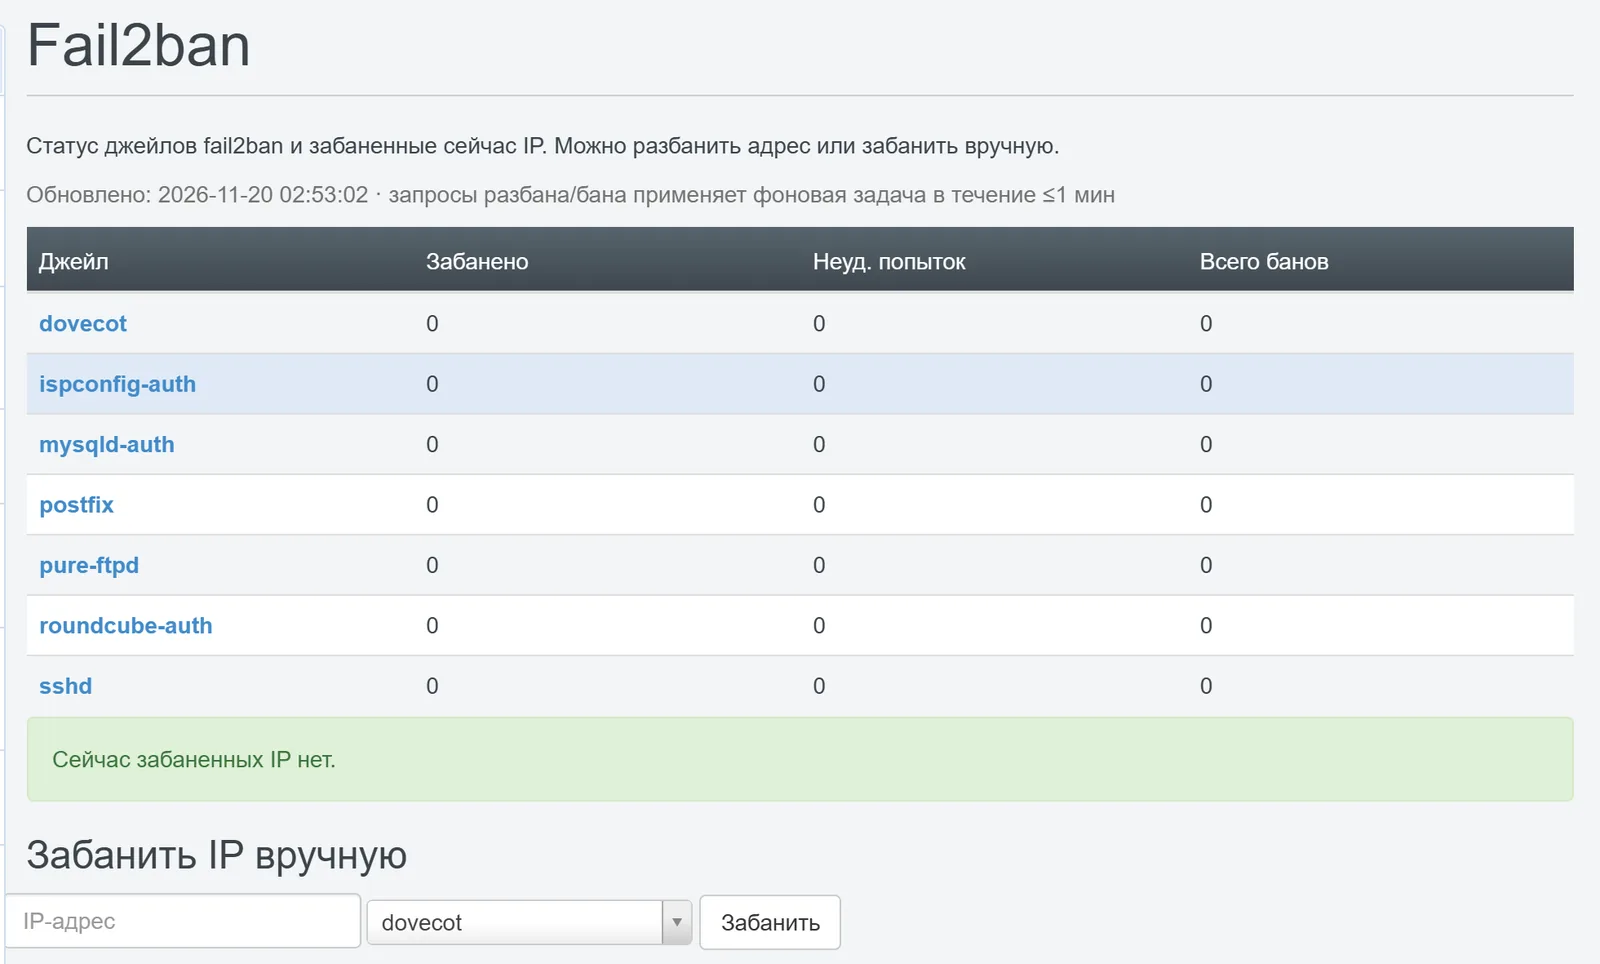 Fail2ban
Статус джейлов fail2ban и забаненные сейчас IP. Можно разбанить адрес или забанить вручную.
Обновлено: 2026-11-20 02:53:02 · запросы разбана/бана применяет фоновая задача в течение ≤1 мин
Джейл Забанено Неуд. попыток Всего банов
dovecot 0 0 0
ispconfig-auth 0 0 0
mysqld-auth 0 0 0
postfix 0 0 0
pure-ftpd 0 0 0
roundcube-auth 0 0 0
sshd 0 0 0
Сейчас забаненных IP нет.
Забанить IP вручную
IP-адрес dovecot Забанить